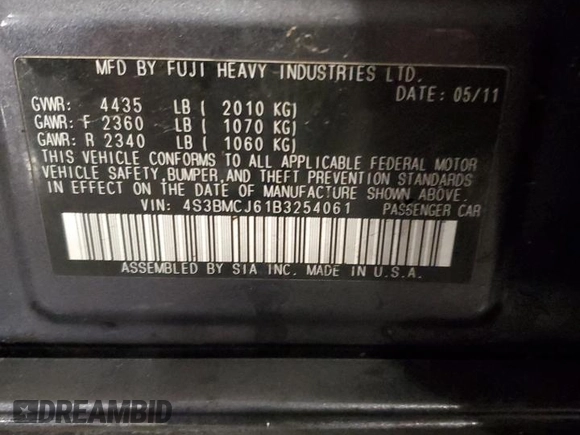 MFD BY FUJI HEAVY INDUSTRIES LTD.
DATE: 05/11
GVWR: 4435 LB ( 2010 KG)
GAWR: F 2360 LB ( 1070 KG)
GAWR: R 2340 LB ( 1060 KG)
THIS VEHICLE CONFORMS TO ALL APPLICABLE FEDERAL MOTOR
VEHICLE SAFETY, BUMPER, AND THEFT PREVENTION STANDARDS
IN EFFECT ON THE DATE OF MANUFACTURE SHOWN ABOVE.
VIN: 4S3BMCJ61B3254061 PASSENGER CAR
ASSEMBLED BY SIA INC. MADE IN U.S.A.
DREAMBID